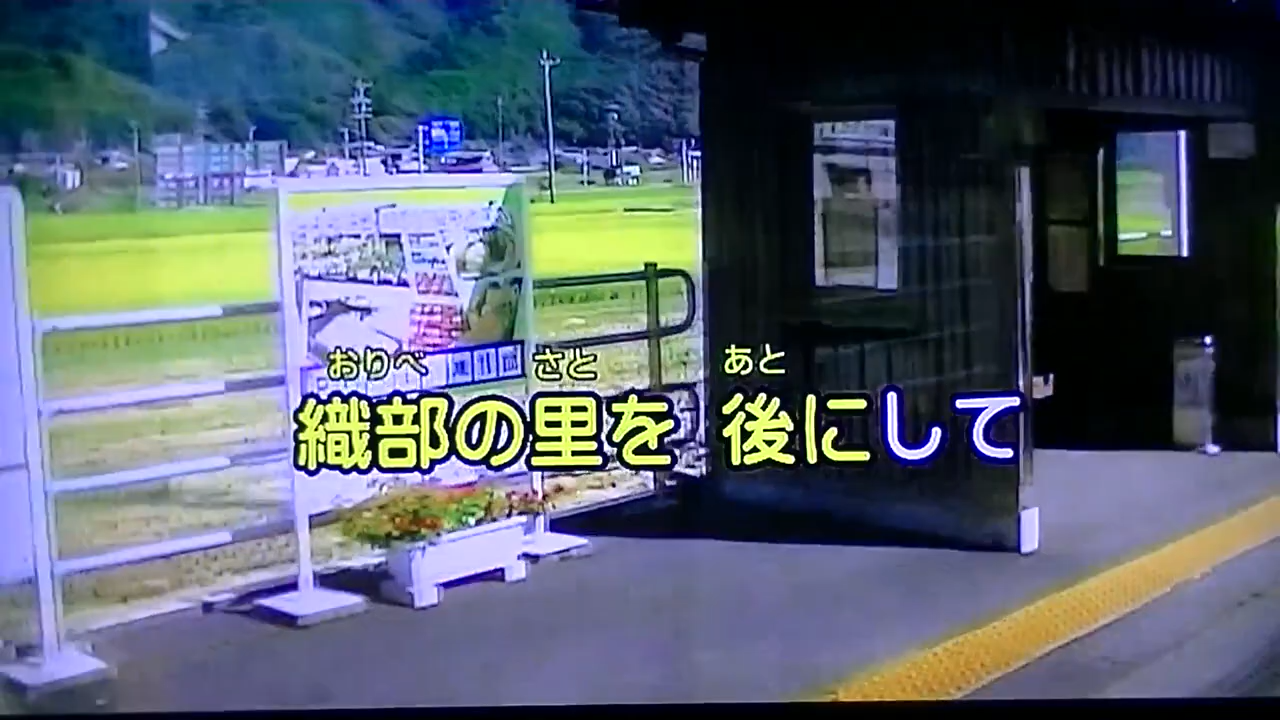 おりべ さと あと
織部の里を 後にして